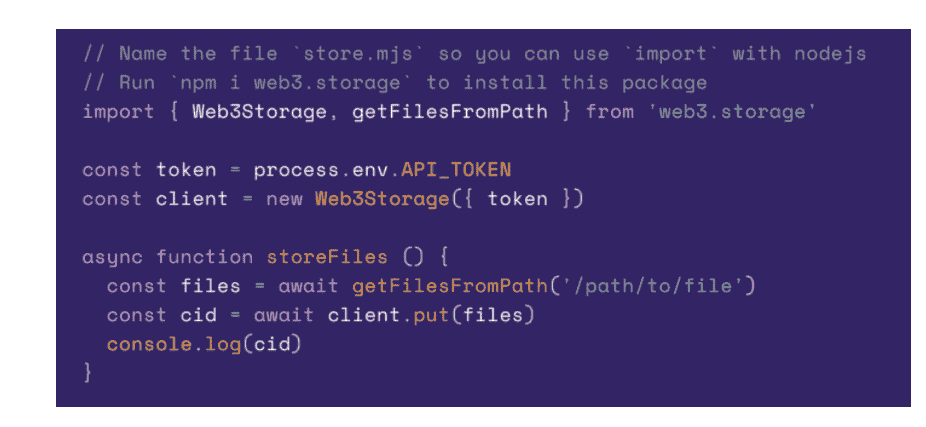 // Name the file `store.mjs` so you can use `import` with nodejs
// Run `npm i web3.storage` to install this package
import { Web3Storage, getFilesFromPath } from 'web3.storage'

const token = process.env.API_TOKEN
const client = new Web3Storage({ token })

async function storeFiles () {
  const files = await getFilesFromPath('/path/to/file')
  const cid = await client.put(files)
  console.log(cid)
}